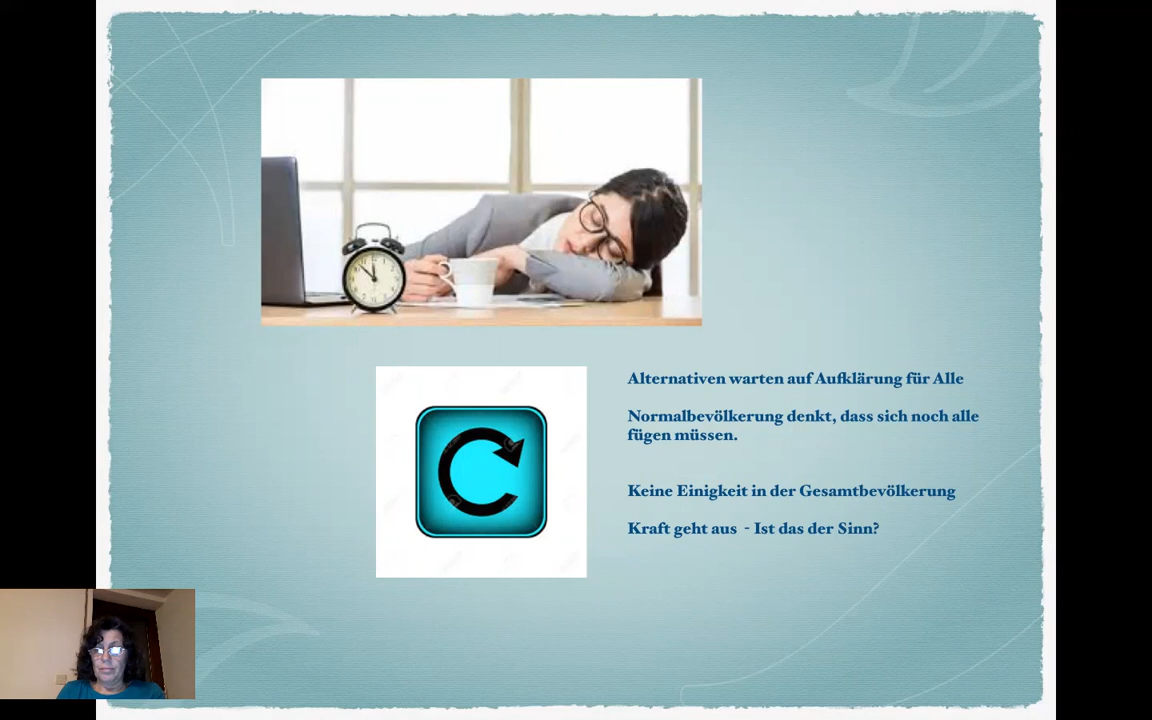 Alternativen warten auf Aufklärung für Alle
Normalbevölkerung denkt, dass sich noch alle
fügen müssen.
Keine Einigkeit in der Gesamtbevölkerung
Kraft geht aus - Ist das der Sinn?